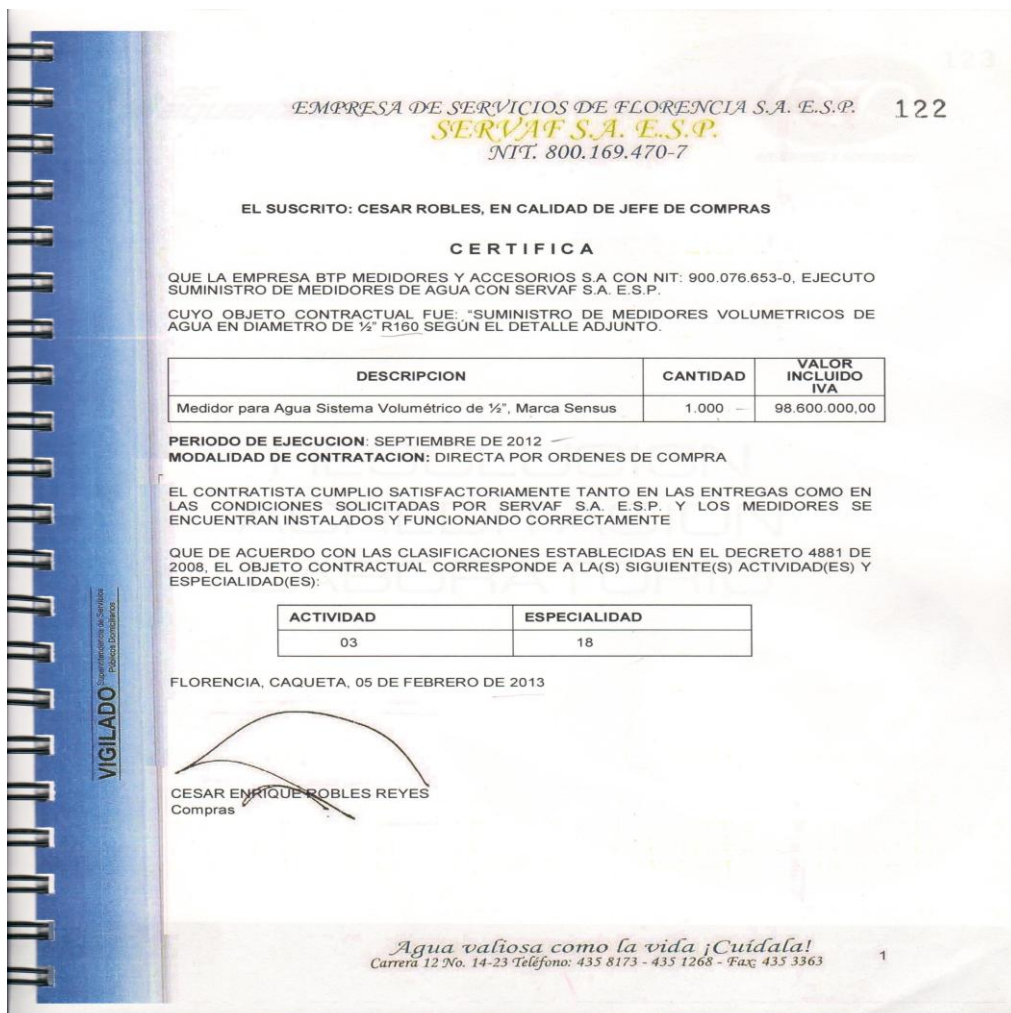 EMPRESA DE SERVICIOS DE FLORENCIA S.A. E.S.P. 122
SERVAF S.A. E.S.P.
NIT. 800.169.470-7
EL SUSCRITO: CESAR ROBLES, EN CALIDAD DE JEFE DE COMPRAS
CERTIFICA
QUE LA EMPRESA BTP MEDIDORES Y ACCESORIOS S.A CON NIT: 900.076.653-0, EJECUTO
SUMINISTRO DE MEDIDORES DE AGUA CON SERVAF S.A. E.S.P.
CUYO OBJETO CONTRACTUAL FUE: “SUMINISTRO DE MEDIDORES VOLUMETRICOS DE
AGUA EN DIAMETRO DE ½” R160 SEGÚN EL DETALLE ADJUNTO.
DESCRIPCION CANTIDAD VALOR
INCLUIDO
IVA
Medidor para Agua Sistema Volumétrico de ½”, Marca Sensus 1.000 98.600.000,00
PERIODO DE EJECUCION: SEPTIEMBRE DE 2012
MODALIDAD DE CONTRATACION: DIRECTA POR ORDENES DE COMPRA
EL CONTRATISTA CUMPLIO SATISFACTORIAMENTE TANTO EN LAS ENTREGAS COMO EN
LAS CONDICIONES SOLICITADAS POR SERVAF S.A. E.S.P. Y LOS MEDIDORES SE
ENCUENTRAN INSTALADOS Y FUNCIONANDO CORRECTAMENTE
QUE DE ACUERDO CON LAS CLASIFICACIONES ESTABLECIDAS EN EL DECRETO 4881 DE
2008, EL OBJETO CONTRACTUAL CORRESPONDE A LA(S) SIGUIENTE(S) ACTIVIDAD(ES) Y
ESPECIALIDAD(ES):
ACTIVIDAD ESPECIALIDAD
03 18
FLORENCIA, CAQUETA, 05 DE FEBRERO DE 2013
CESAR ENRIQUE ROBLES REYES
Compras
VIGILADO Superintendencia de Servicios
Públicos Domiciliarios
Agua valiosa como la vida ¡Cuídala!
Carrera 12 No. 14-23 Teléfono: 435 8173 - 435 1268 - Fax: 435 3363
1